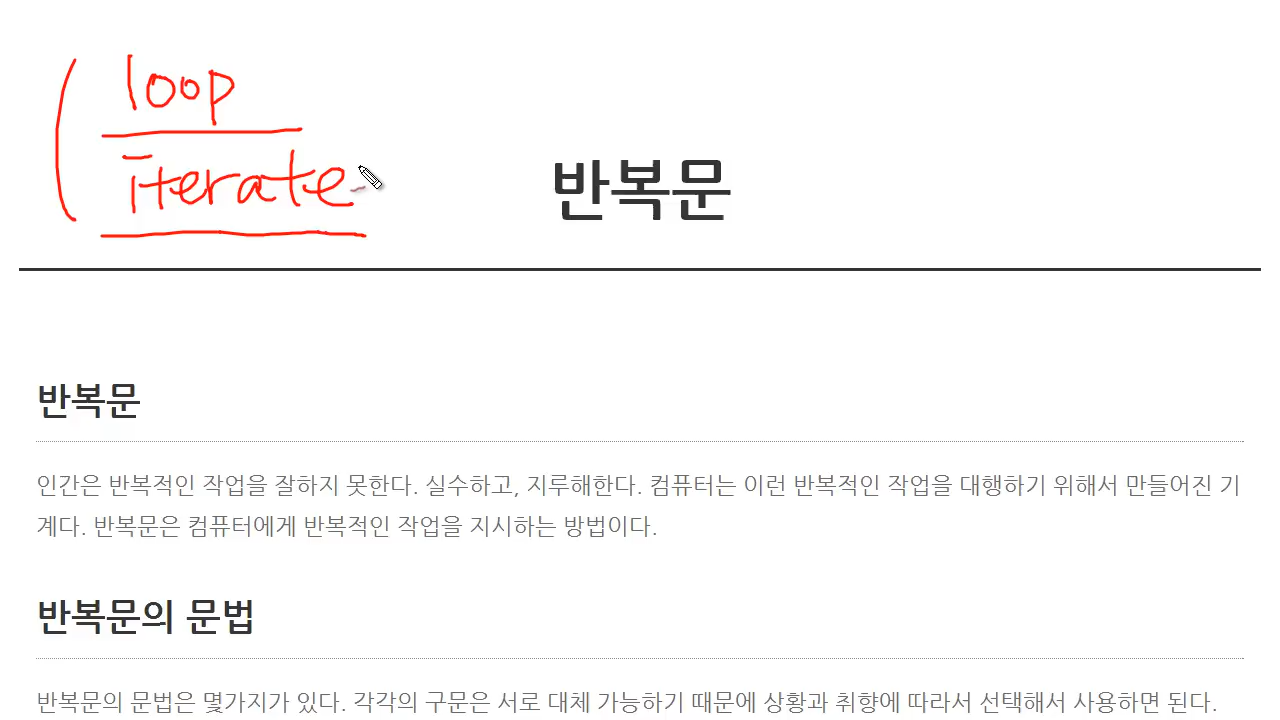 loop
iterate
반복문
반복문
인간은 반복적인 작업을 잘하지 못한다. 실수하고, 지루해한다. 컴퓨터는 이런 반복적인 작업을 대행하기 위해서 만들어진 기
계다. 반복문은 컴퓨터에게 반복적인 작업을 지시하는 방법이다.
반복문의 문법
반복문의 문법은 몇가지가 있다. 각각의 구문은 서로 대체 가능하기 때문에 상황과 취향에 따라서 선택해서 사용하면 된다.